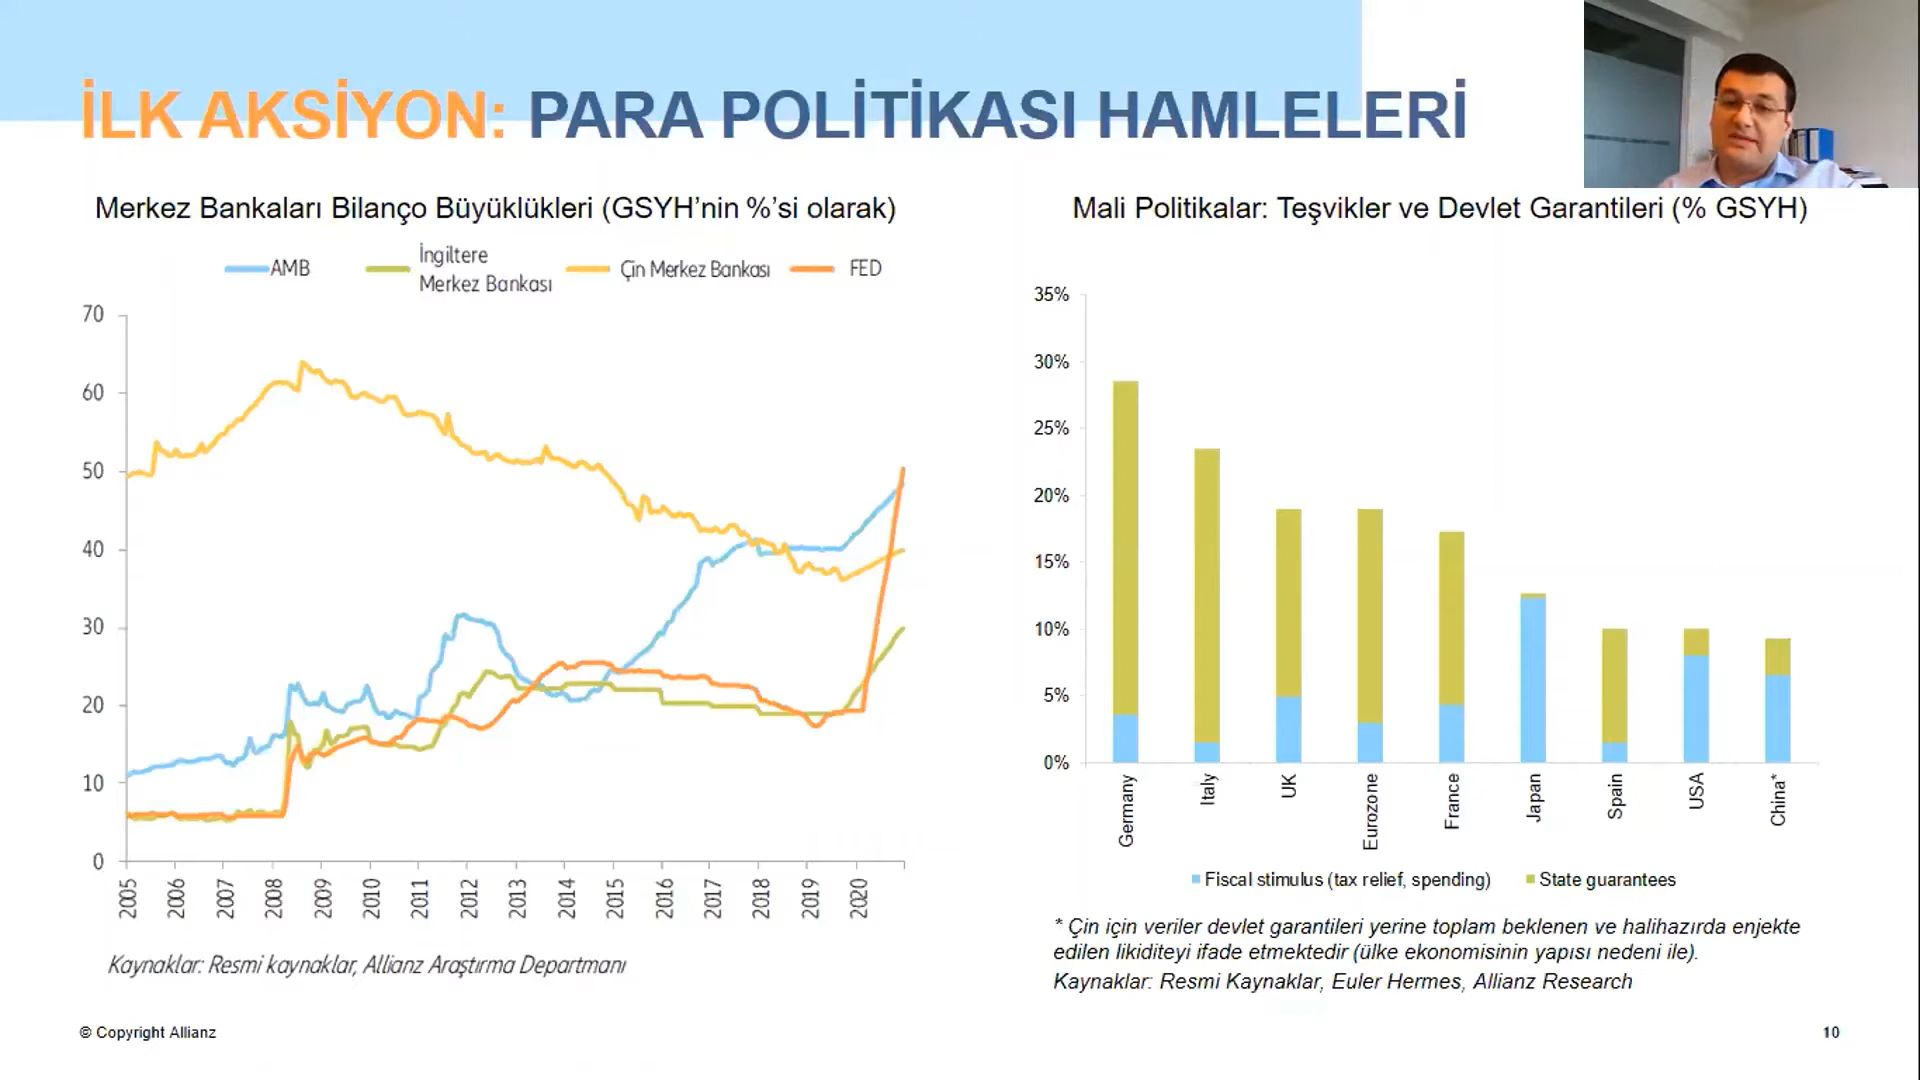 İLK AKSİYON: PARA POLİTİKASI HAMLELERİ
Merkez Bankaları Bilanço Büyüklükleri (GSYH’nin %’si olarak)
AMB
İngiltere
Merkez Bankası
Çin Merkez Bankası
FED
70
60
50
40
30
20
10
0
2005
2006
2007
2008
2009
2010
2011
2012
2013
2014
2015
2016
2017
2018
2019
2020
Kaynaklar: Resmi kaynaklar, Allianz Araştırma Departmanı
Mali Politikalar: Teşvikler ve Devlet Garantileri (% GSYH)
35%
30%
25%
20%
15%
10%
5%
0%
Germany
Italy
UK
Eurozone
France
Japan
Spain
USA
China*
Fiscal stimulus (tax relief, spending)
State guarantees
* Çin için veriler devlet garantileri yerine toplam beklenen ve halihazırda enjekte
edilen likiditeyi ifade etmektedir (ülke ekonomisinin yapısı nedeni ile).
Kaynaklar: Resmi Kaynaklar, Euler Hermes, Allianz Research
© Copyright Allianz
10